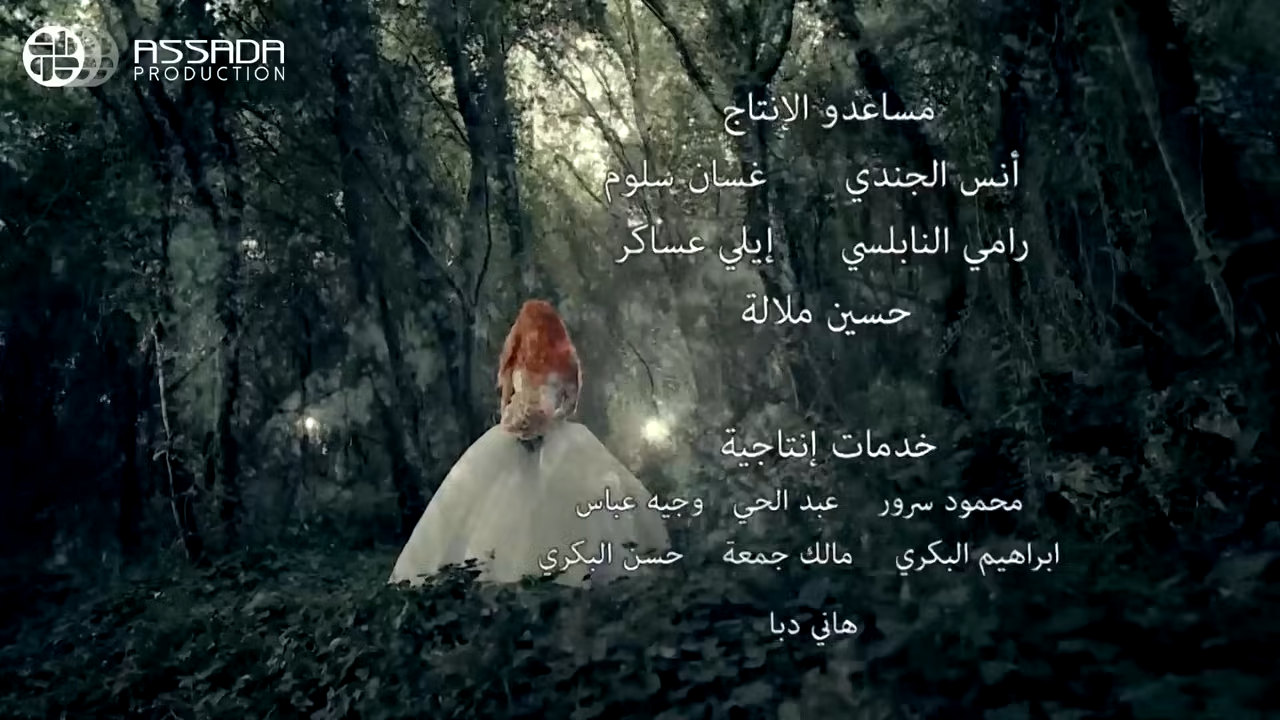 ASSADA
PRODUCTION
مساعدو الإنتاج
أنس الجندي غسان سلوم
رامي النابلسي إيلي عساكر
حسين ملالة
خدمات إنتاجية
محمود سرور عبد الحي وجيه عباس
ابراهيم البكري مالك جمعة حسن البكري
هاني دبا